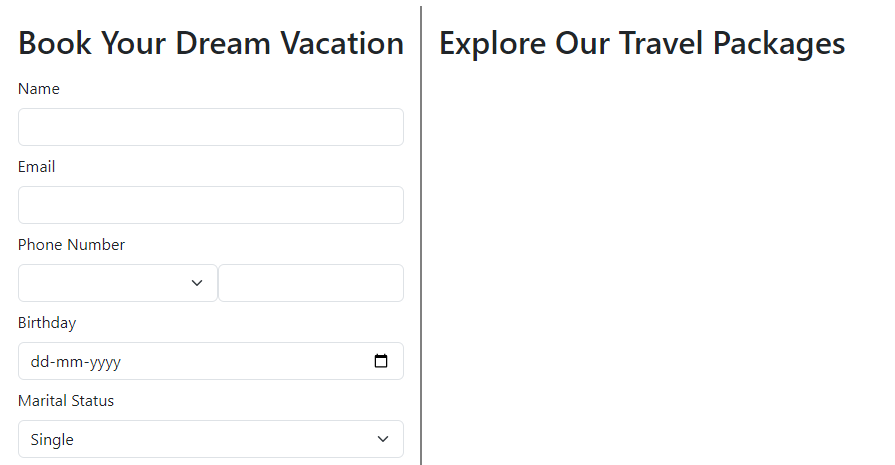 Book Your Dream Vacation
Name
Email
Phone Number
Birthday
dd-mm-yyyy
Marital Status
Single
Explore Our Travel Packages